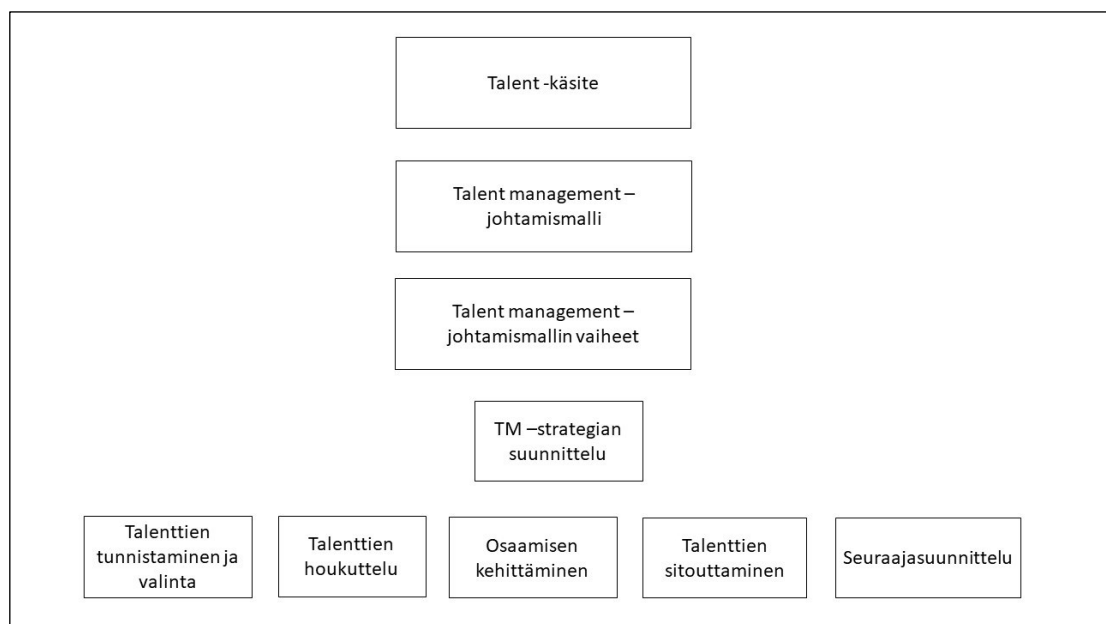 Talent -käsite
Talent management –
johtamismalli
Talent management –
johtamismallin vaiheet
TM –strategian
suunnittelu
Talenttien
tunnistaminen ja
valinta
Talenttien
houkuttelu
Osaamisen
kehittäminen
Talenttien
sitouttaminen
Seuraajasuunnittelu